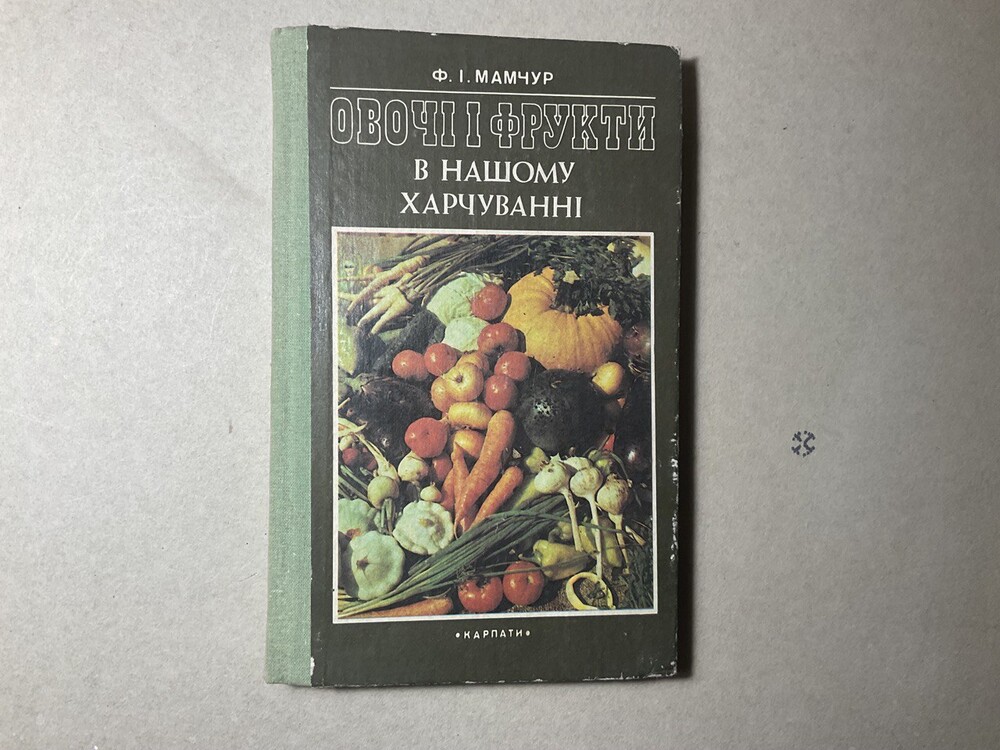 Ф. І. МАМЧУР
ОВОЧІ І ФРУКТИ
В НАШОМУ
ХАРЧУВАННІ
•КАРПАТИ•